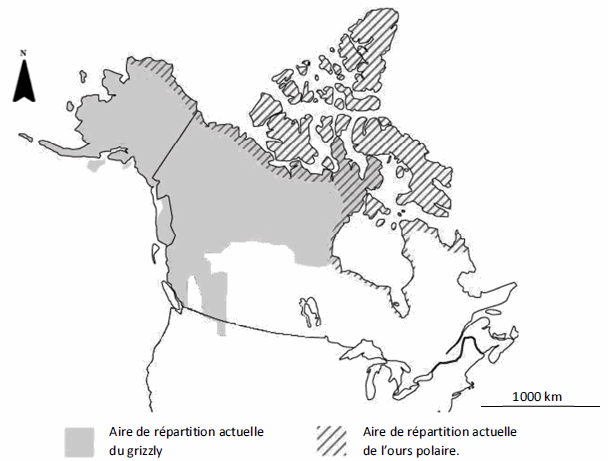 N
1000 km
Aire de répartition actuelle
du grizzly
Aire de répartition actuelle
de l'ours polaire.